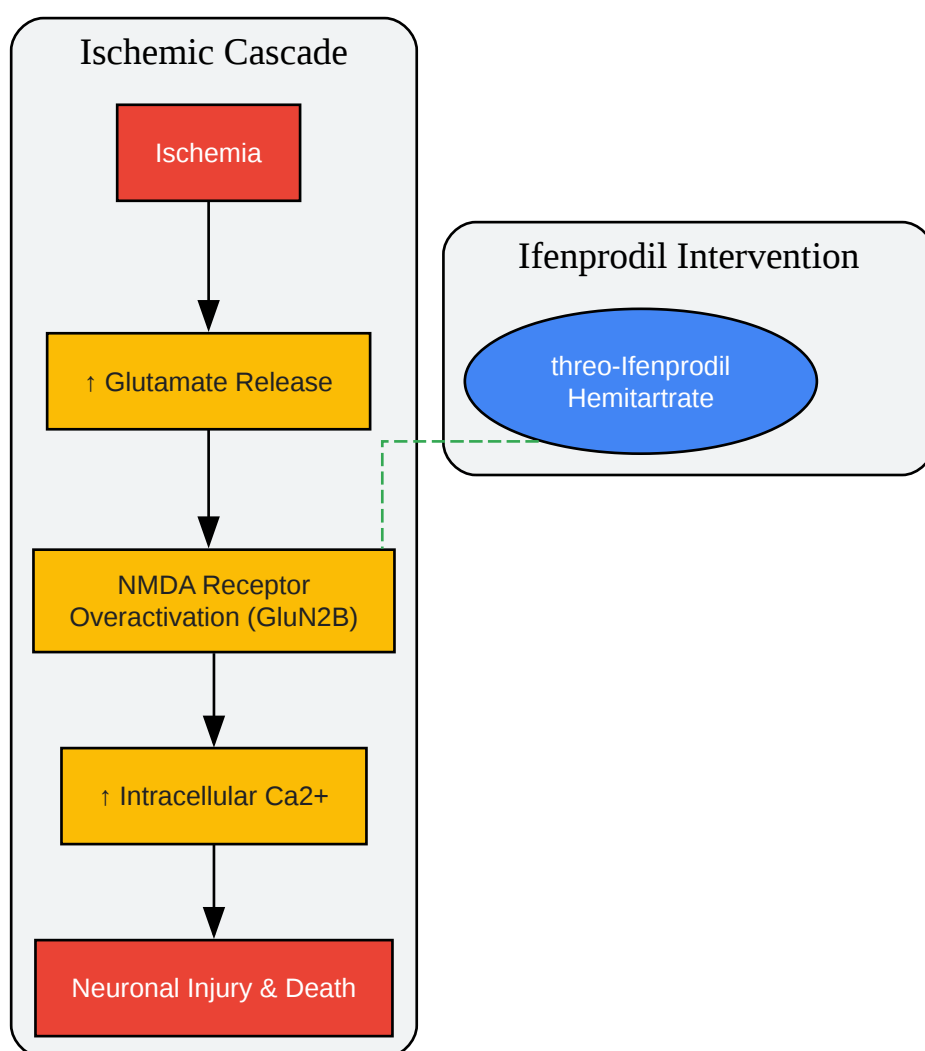 Ischemic Cascade
Ischemia
↑ Glutamate Release
NMDA Receptor
Overactivation (GluN2B)
↑ Intracellular Ca2+
Neuronal Injury & Death
Ifenprodil Intervention
threo-Ifenprodil
Hemitartrate